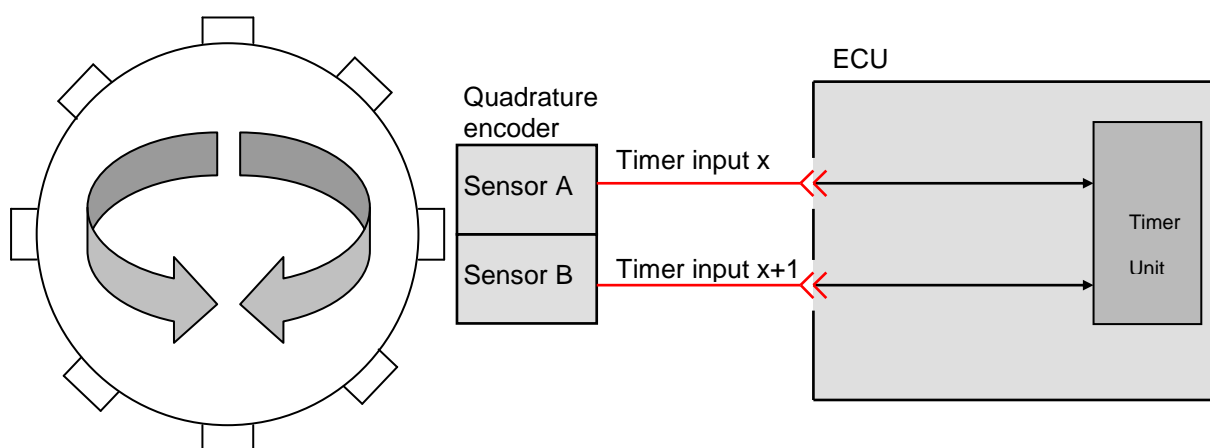 ECU
Quadrature
encoder
Timer input x
Sensor A
Timer
Unit
Sensor B
Timer input x+1